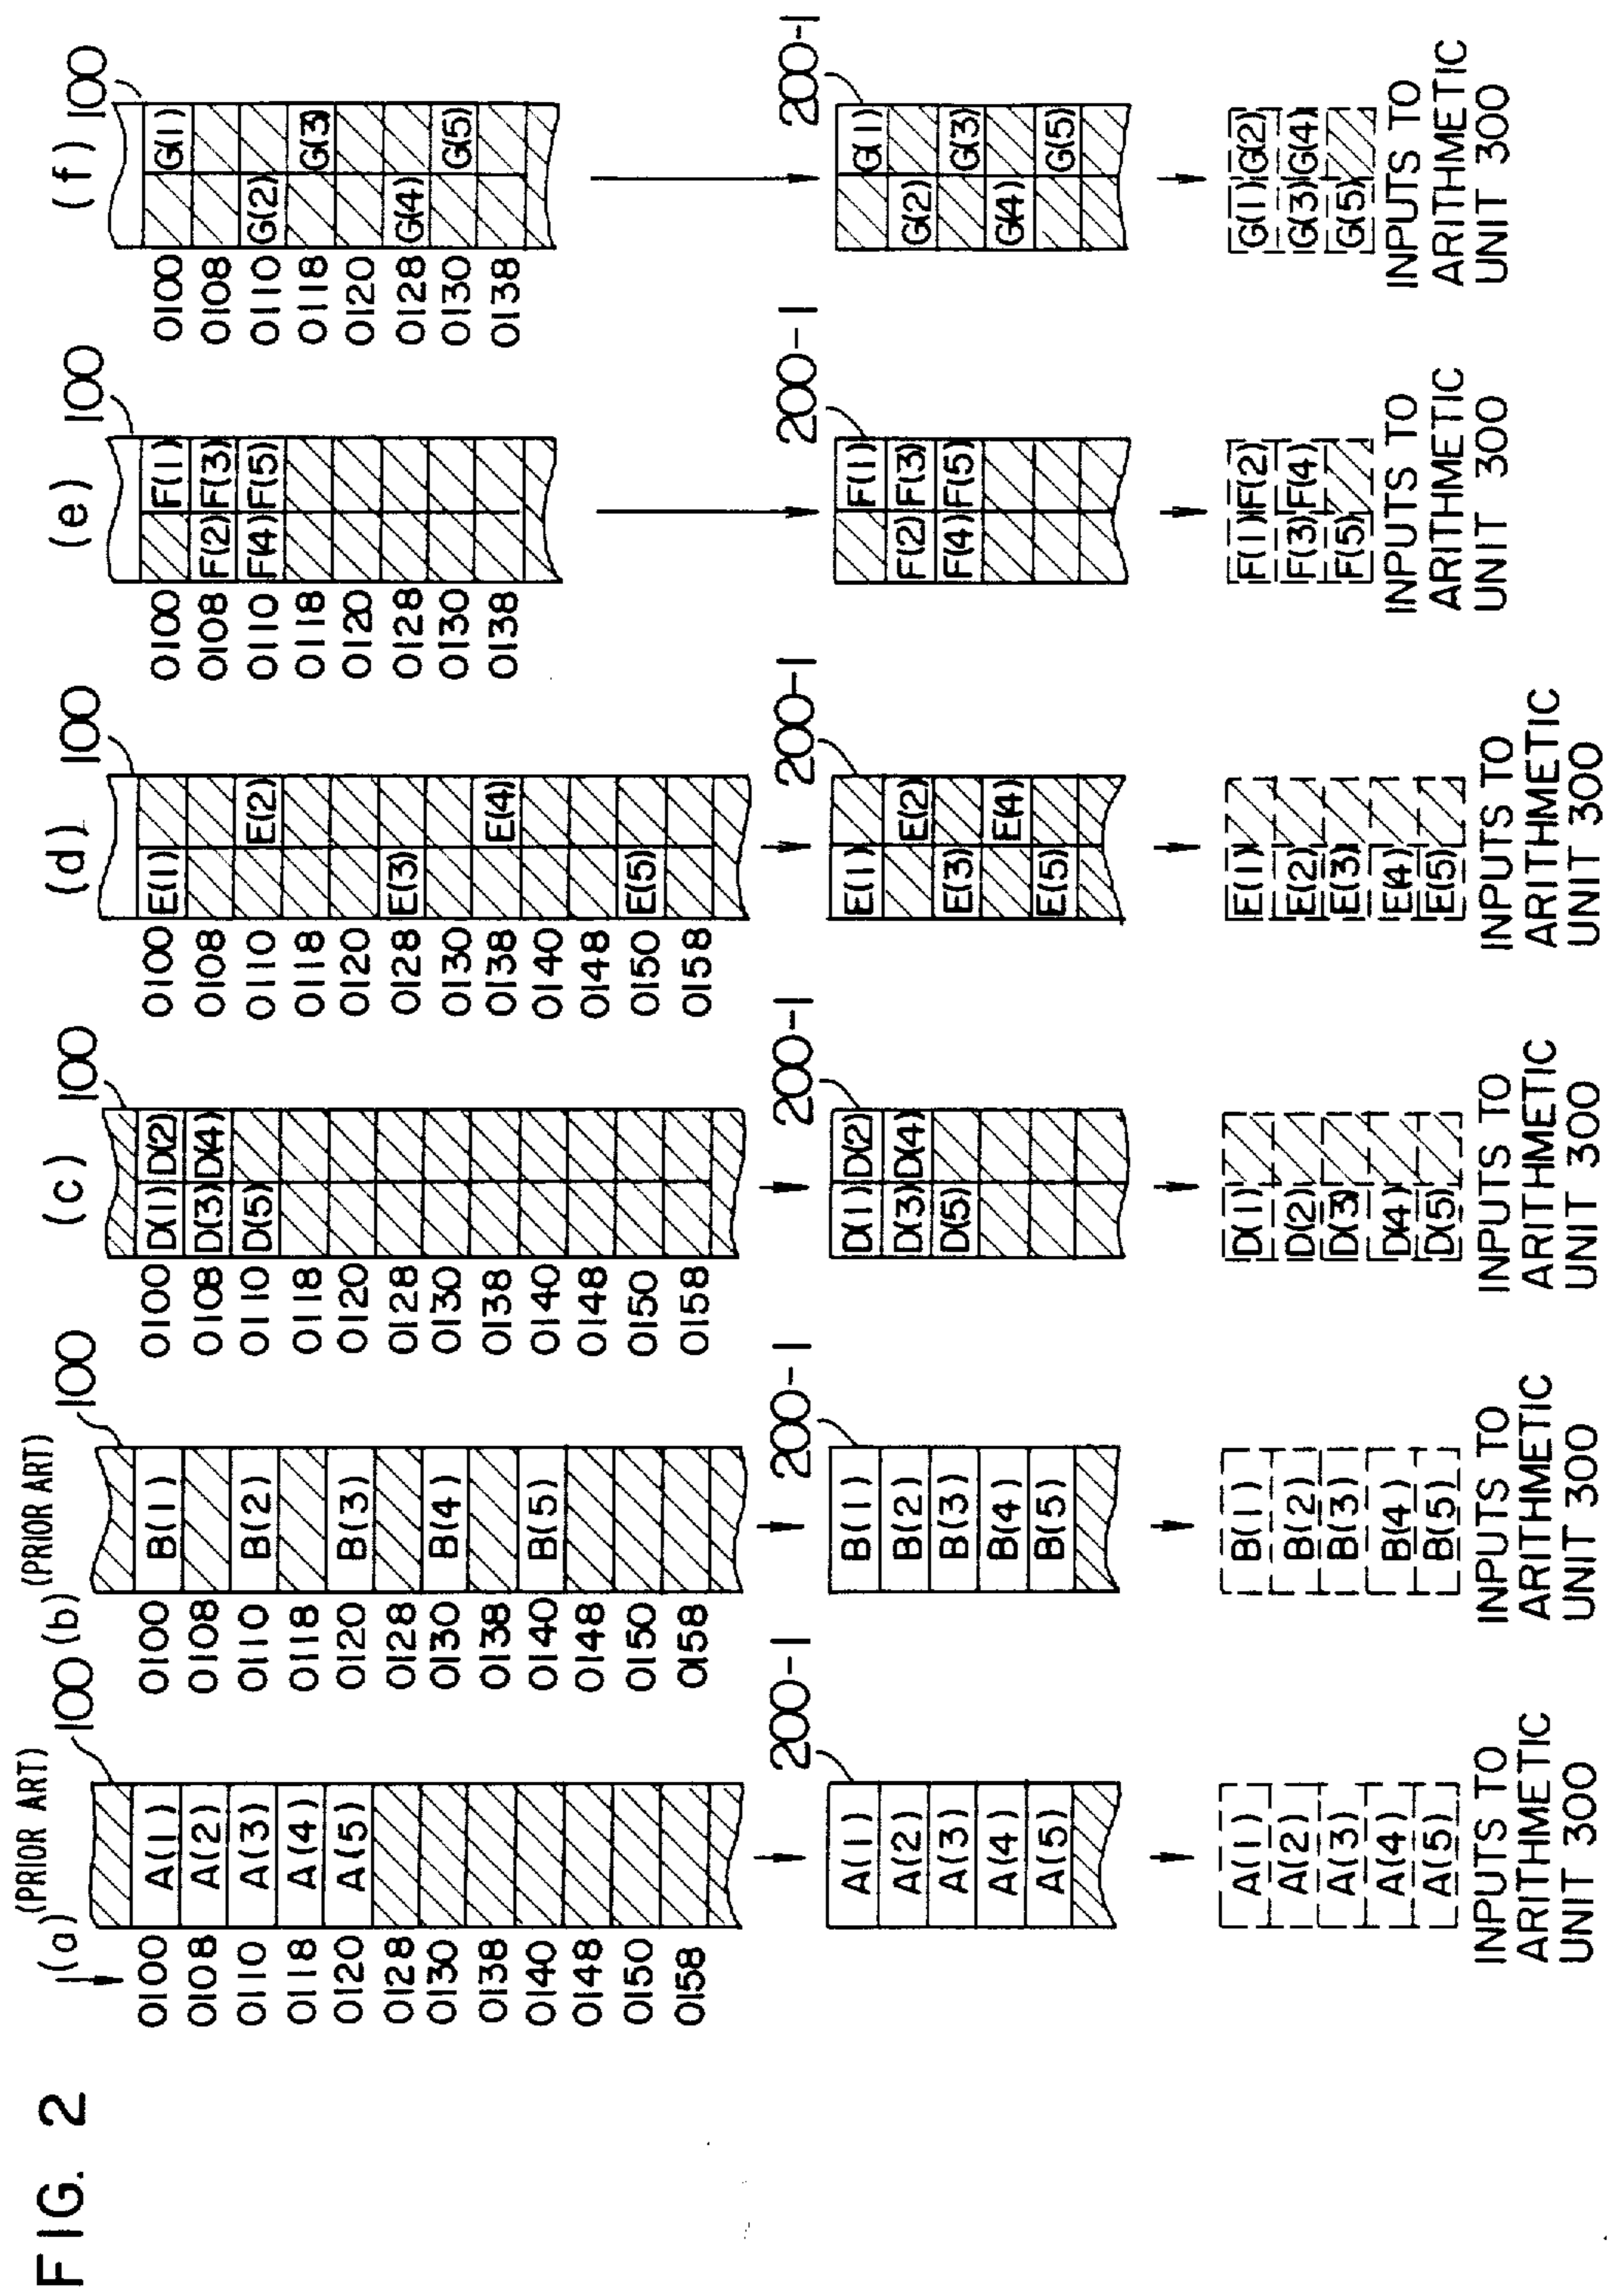 FIG. 2
(a) (PRIOR ART)
100
0100 A(1)
0108 A(2)
0110 A(3)
0118 A(4)
0120 A(5)
0128
0130
0138
0140
0148
0150
0158
200-1
A(1)
A(2)
A(3)
A(4)
A(5)
A(1)
A(2)
A(3)
A(4)
A(5)
INPUTS TO
ARITHMETIC
UNIT 300
(b) (PRIOR ART)
100
0100 B(1)
0108
0110 B(2)
0118
0120 B(3)
0128
0130 B(4)
0138
0140 B(5)
0148
0150
0158
200-1
B(1)
B(2)
B(3)
B(4)
B(5)
B(1)
B(2)
B(3)
B(4)
B(5)
INPUTS TO
ARITHMETIC
UNIT 300
(c)
100
0100 D(1) D(2)
0108 D(3) D(4)
0110 D(5)
0118
0120
0128
0130
0138
0140
0148
0150
0158
200-1
D(1) D(2)
D(3) D(4)
D(5)
D(1)
D(2)
D(3)
D(4)
D(5)
INPUTS TO
ARITHMETIC
UNIT 300
(d)
100
0100 E(1)
0108
0110 E(2)
0118
0120
0128 E(3)
0130
0138 E(4)
0140
0148
0150 E(5)
0158
200-1
E(1)
E(2)
E(3)
E(4)
E(5)
E(1)
E(2)
E(3)
E(4)
E(5)
INPUTS TO
ARITHMETIC
UNIT 300
(e)
100
0100 F(1)
0108 F(2) F(3)
0110 F(4) F(5)
0118
0120
0128
0130
0138
200-1
F(1)
F(2) F(3)
F(4) F(5)
F(1) F(2)
F(3) F(4)
F(5)
INPUTS TO
ARITHMETIC
UNIT 300
(f)
100
0100 G(1)
0108
0110 G(2)
0118 G(3)
0120
0128 G(4)
0130 G(5)
0138
200-1
G(1)
G(2)
G(3)
G(4)
G(5)
G(1) G(2)
G(3) G(4)
G(5)
INPUTS TO
ARITHMETIC
UNIT 300